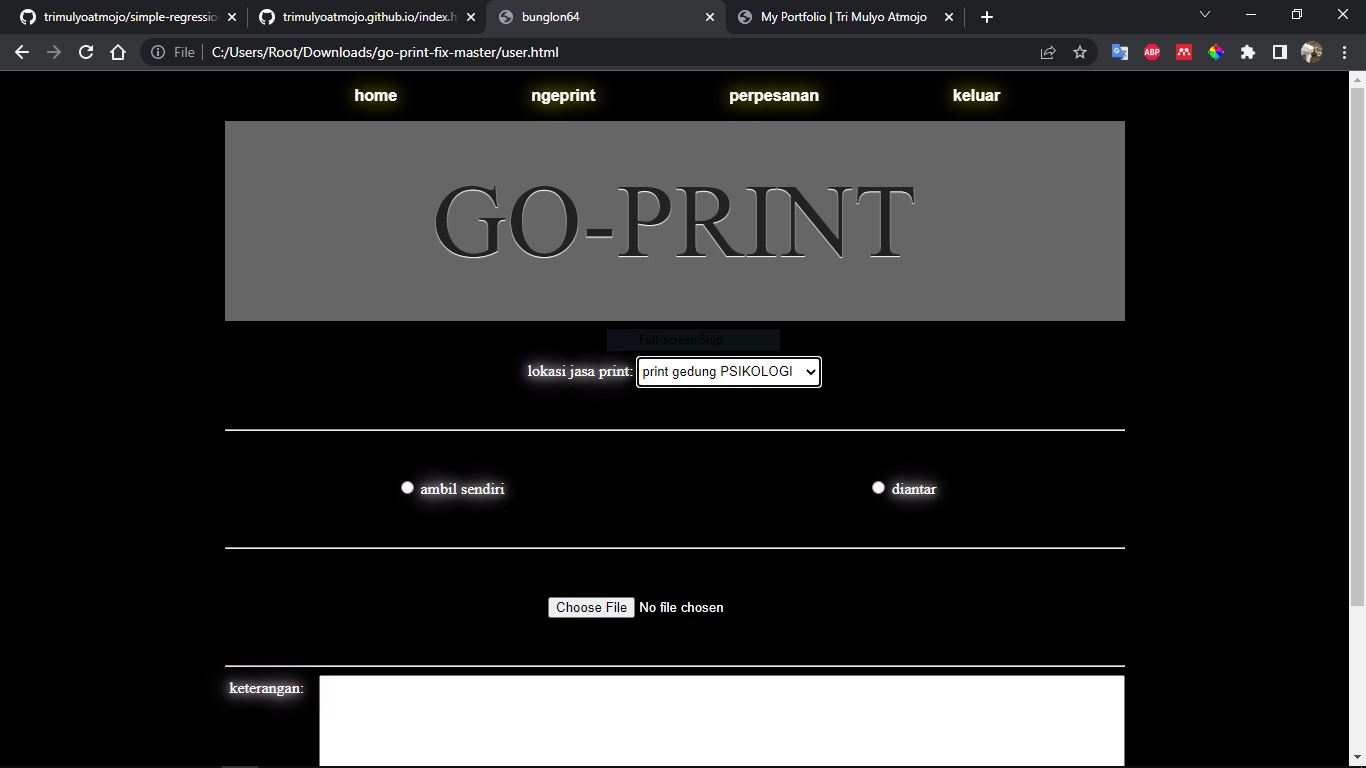 trimulyoatmojo/simple-regressio
trimulyoatmojo.github.io/index.h
bunglon64
My Portfolio | Tri Mulyo Atmojo
File
C:/Users/Root/Downloads/go-print-fix-master/user.html
ABP
home ngeprint perpesanan keluar
GO-PRINT
Full-screen Snip
lokasi jasa print: print gedung PSIKOLOGI
ambil sendiri diantar
Choose File No file chosen
keterangan: